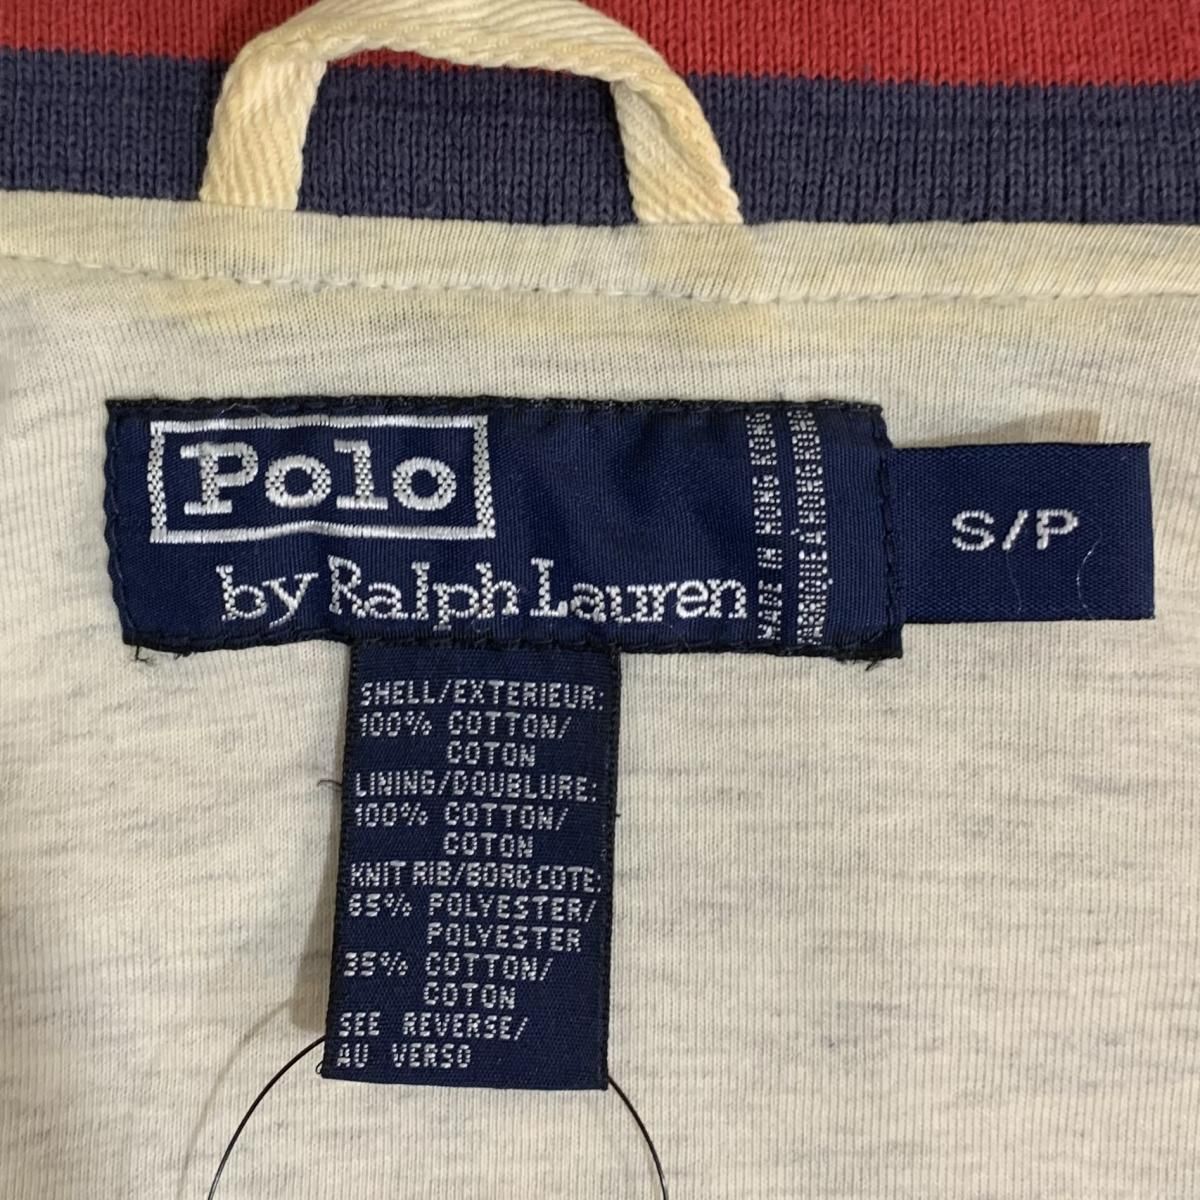 Polo
by Ralph Lauren
MADE IN HONG KONG
FABRIQUÉ À HONG KONG
S/P
SHELL/EXTERIEUR:
100% COTTON/
COTON
LINING/DOUBLURE:
100% COTTON/
COTON
KNIT RIB/BORD COTE:
65% POLYESTER/
POLYESTER
35% COTTON/
COTON
SEE REVERSE/
AU VERSO